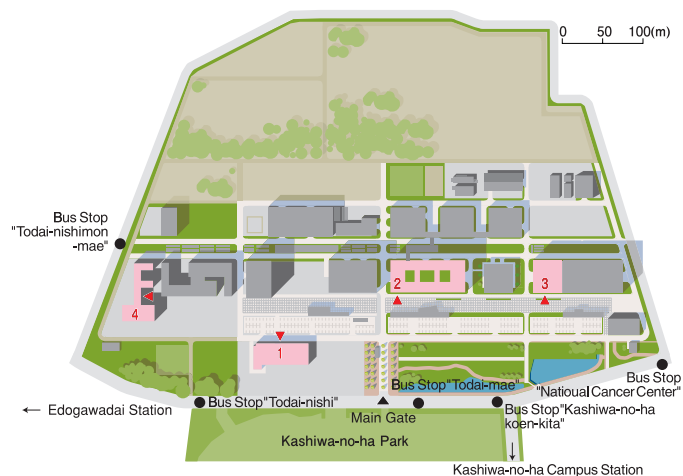 0 50 100(m)
Bus Stop
"Todai-nishimon
-mae"
2
3
4
1
Bus Stop"Todai-mae"
Bus Stop
"Natioual Cancer Center"
Bus Stop"Todai-nishi"
Bus Stop"Kashiwa-no-ha
koen-kita"
← Edogawadai Station
Main Gate
Kashiwa-no-ha Park
Kashiwa-no-ha Campus Station